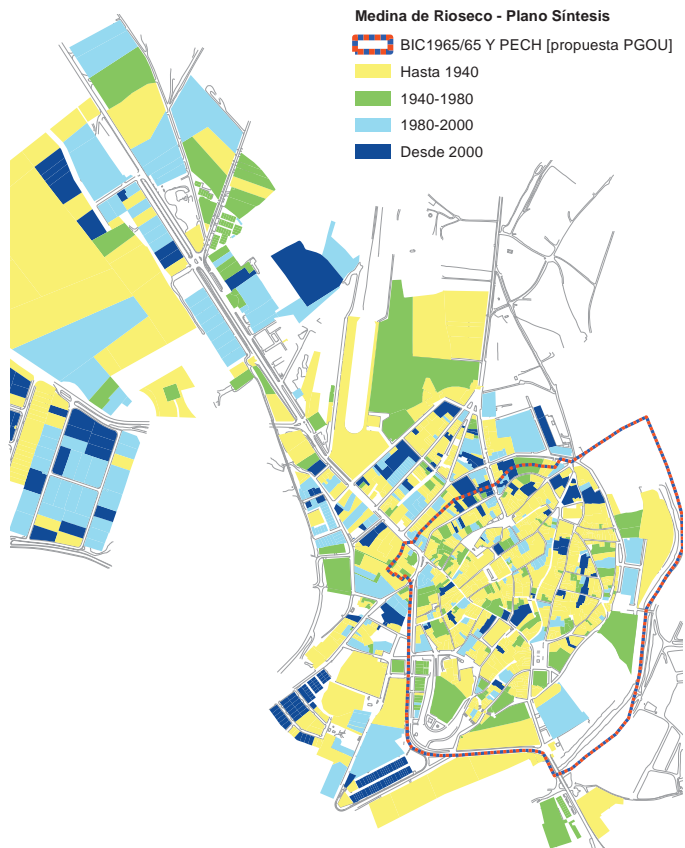 Medina de Rioseco - Plano Síntesis
BIC1965/65 Y PECH [propuesta PGOU]
Hasta 1940
1940-1980
1980-2000
Desde 2000